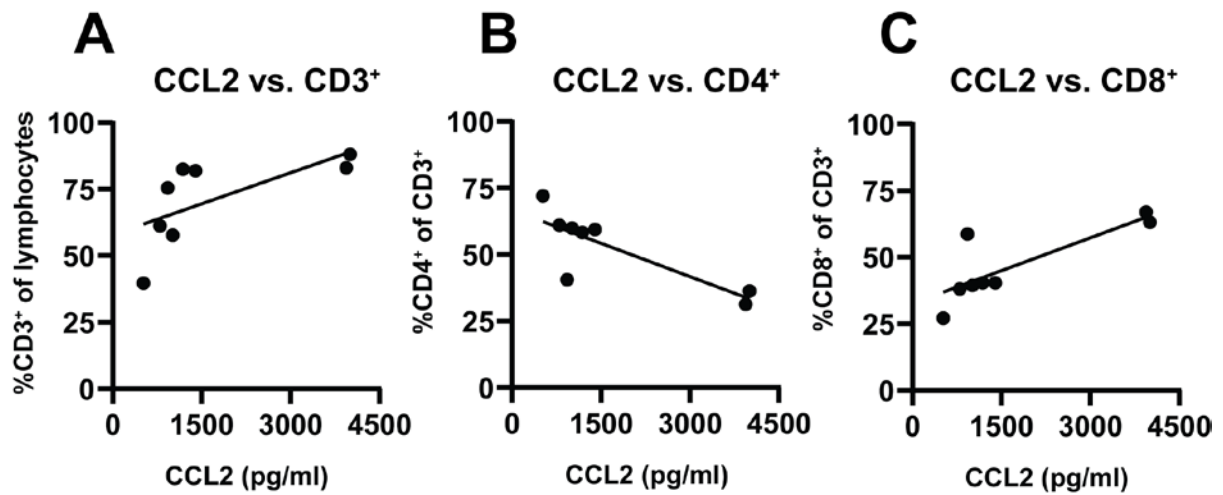 A
CCL2 vs. CD3⁺
%CD3⁺ of lymphocytes
100
75
50
25
0
0 1500 3000 4500
CCL2 (pg/ml)
B
CCL2 vs. CD4⁺
%CD4⁺ of CD3⁺
100
75
50
25
0
0 1500 3000 4500
CCL2 (pg/ml)
C
CCL2 vs. CD8⁺
%CD8⁺ of CD3⁺
100
75
50
25
0
0 1500 3000 4500
CCL2 (pg/ml)